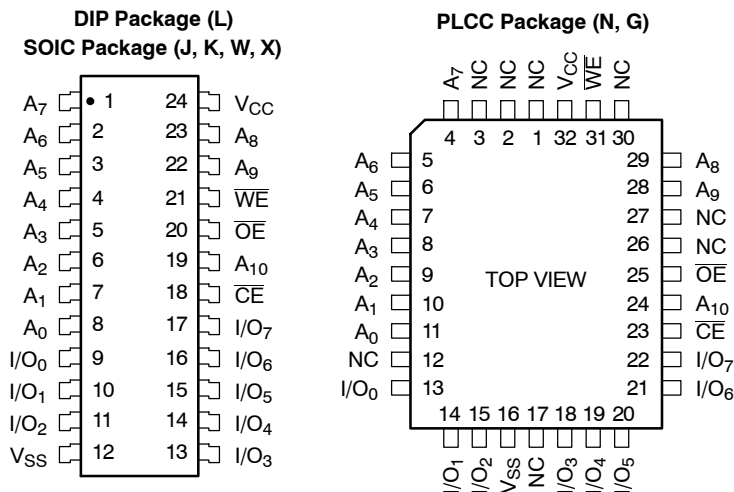 DIP Package (L)
SOIC Package (J, K, W, X)
A7 1 24 VCC
A6 2 23 A8
A5 3 22 A9
A4 4 21 WE
A3 5 20 OE
A2 6 19 A10
A1 7 18 CE
A0 8 17 I/O7
I/O0 9 16 I/O6
I/O1 10 15 I/O5
I/O2 11 14 I/O4
VSS 12 13 I/O3
PLCC Package (N, G)
A7 NC NC NC VCC WE NC
4 3 2 1 32 31 30
A6 5 29 A8
A5 6 28 A9
A4 7 27 NC
A3 8 26 NC
A2 9 TOP VIEW 25 OE
A1 10 24 A10
A0 11 23 CE
NC 12 22 I/O7
I/O0 13 21 I/O6
14 15 16 17 18 19 20
I/O1 I/O2 VSS NC I/O3 I/O4 I/O5